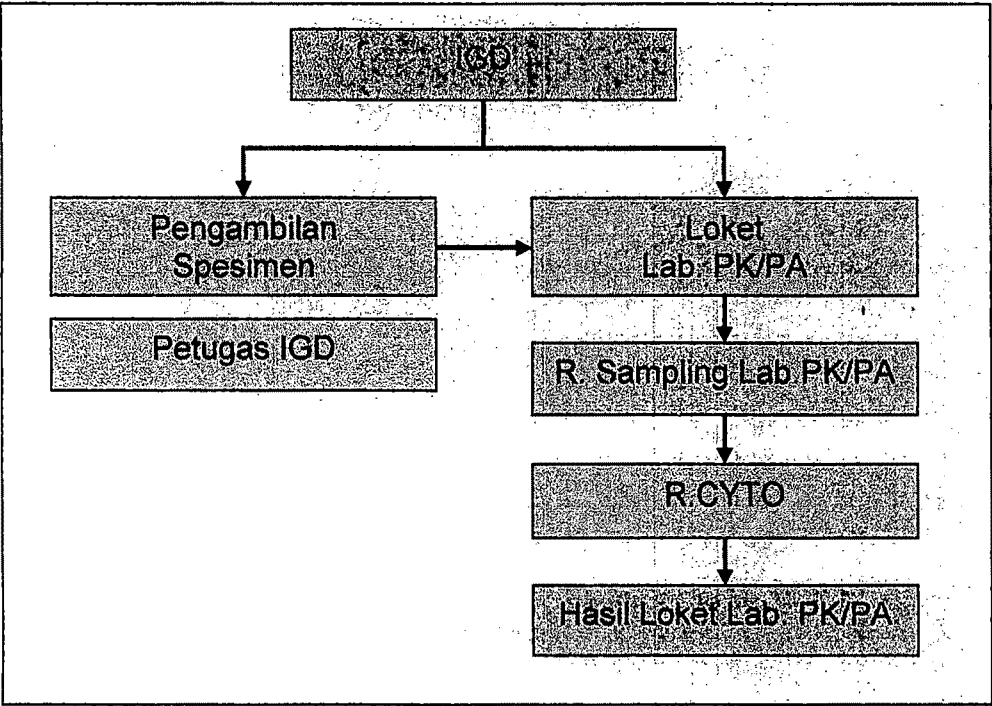 IGD
Pengambilan
Spesimen
Loket
Lab. PK/PA
Petugas IGD
R. Sampling Lab PK/PA
R.CYTO
Hasil Loket Lab. PK/PA